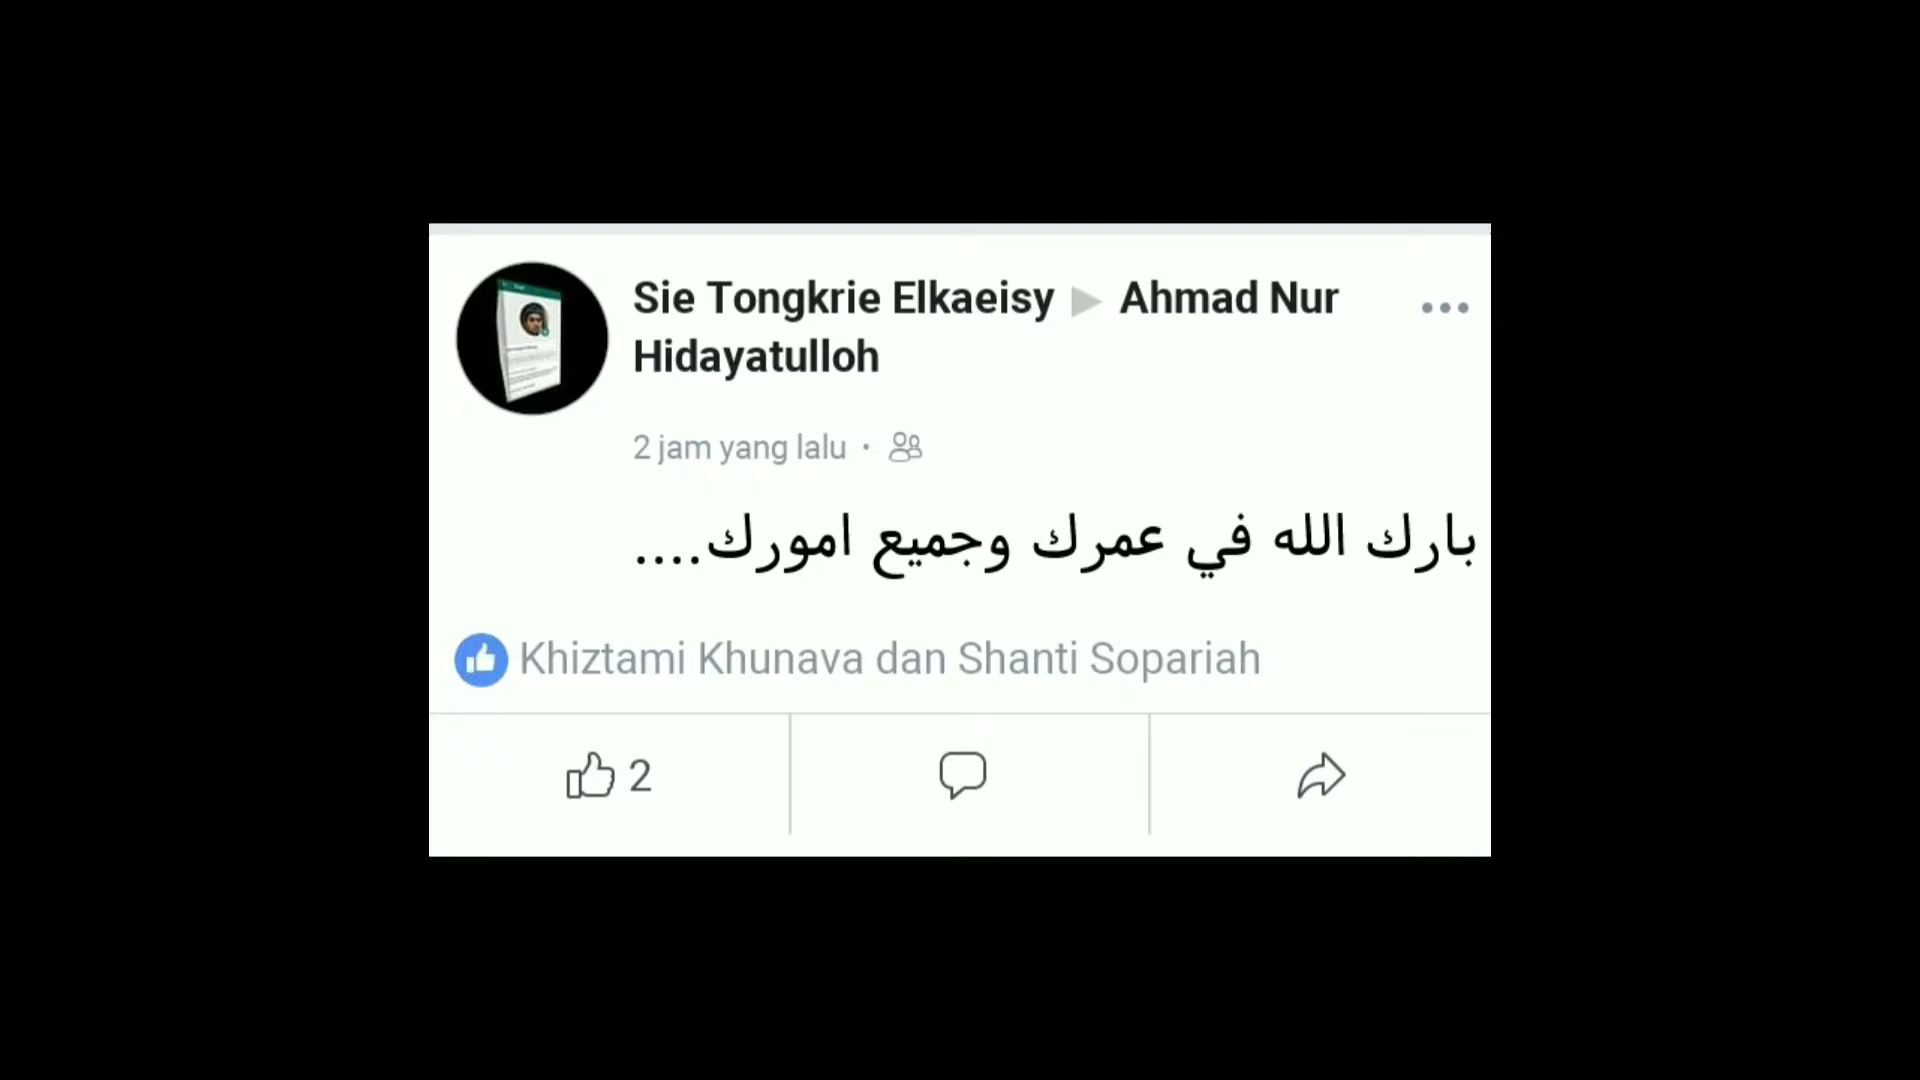 Sie Tongkrie Elkaeisy ▶ Ahmad Nur
Hidayatulloh
2 jam yang lalu ·
بارك الله في عمرك وجميع امورك....
Khiztami Khunava dan Shanti Sopariah
2